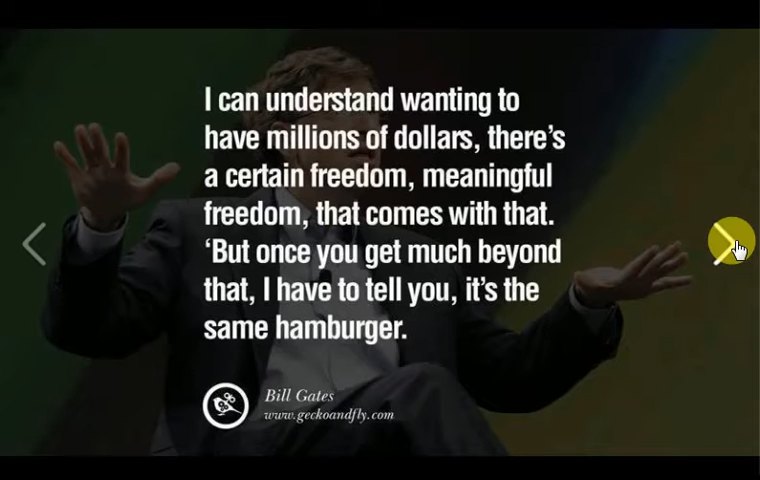 I can understand wanting to
have millions of dollars, there’s
a certain freedom, meaningful
freedom, that comes with that.
‘But once you get much beyond
that, I have to tell you, it’s the
same hamburger.
Bill Gates
www.geckoandfly.com